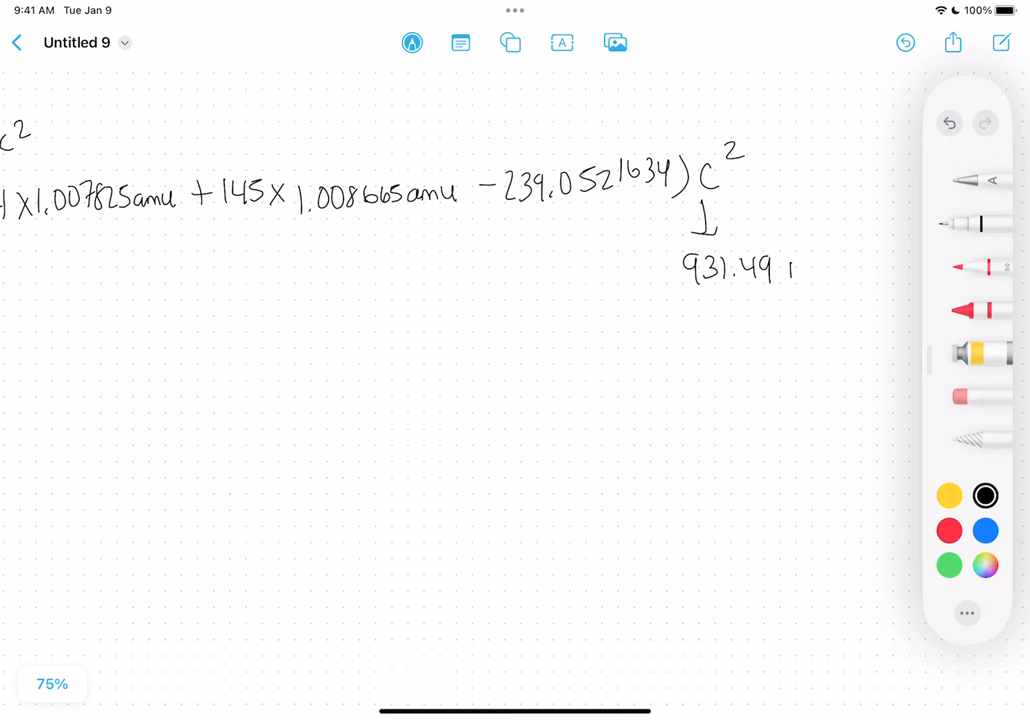 9:41 AM Tue Jan 9
100%
Untitled 9
c²
x 1.007825amu + 145 x 1.008665amu - 239.0521634) C²
↓
931.49
75%